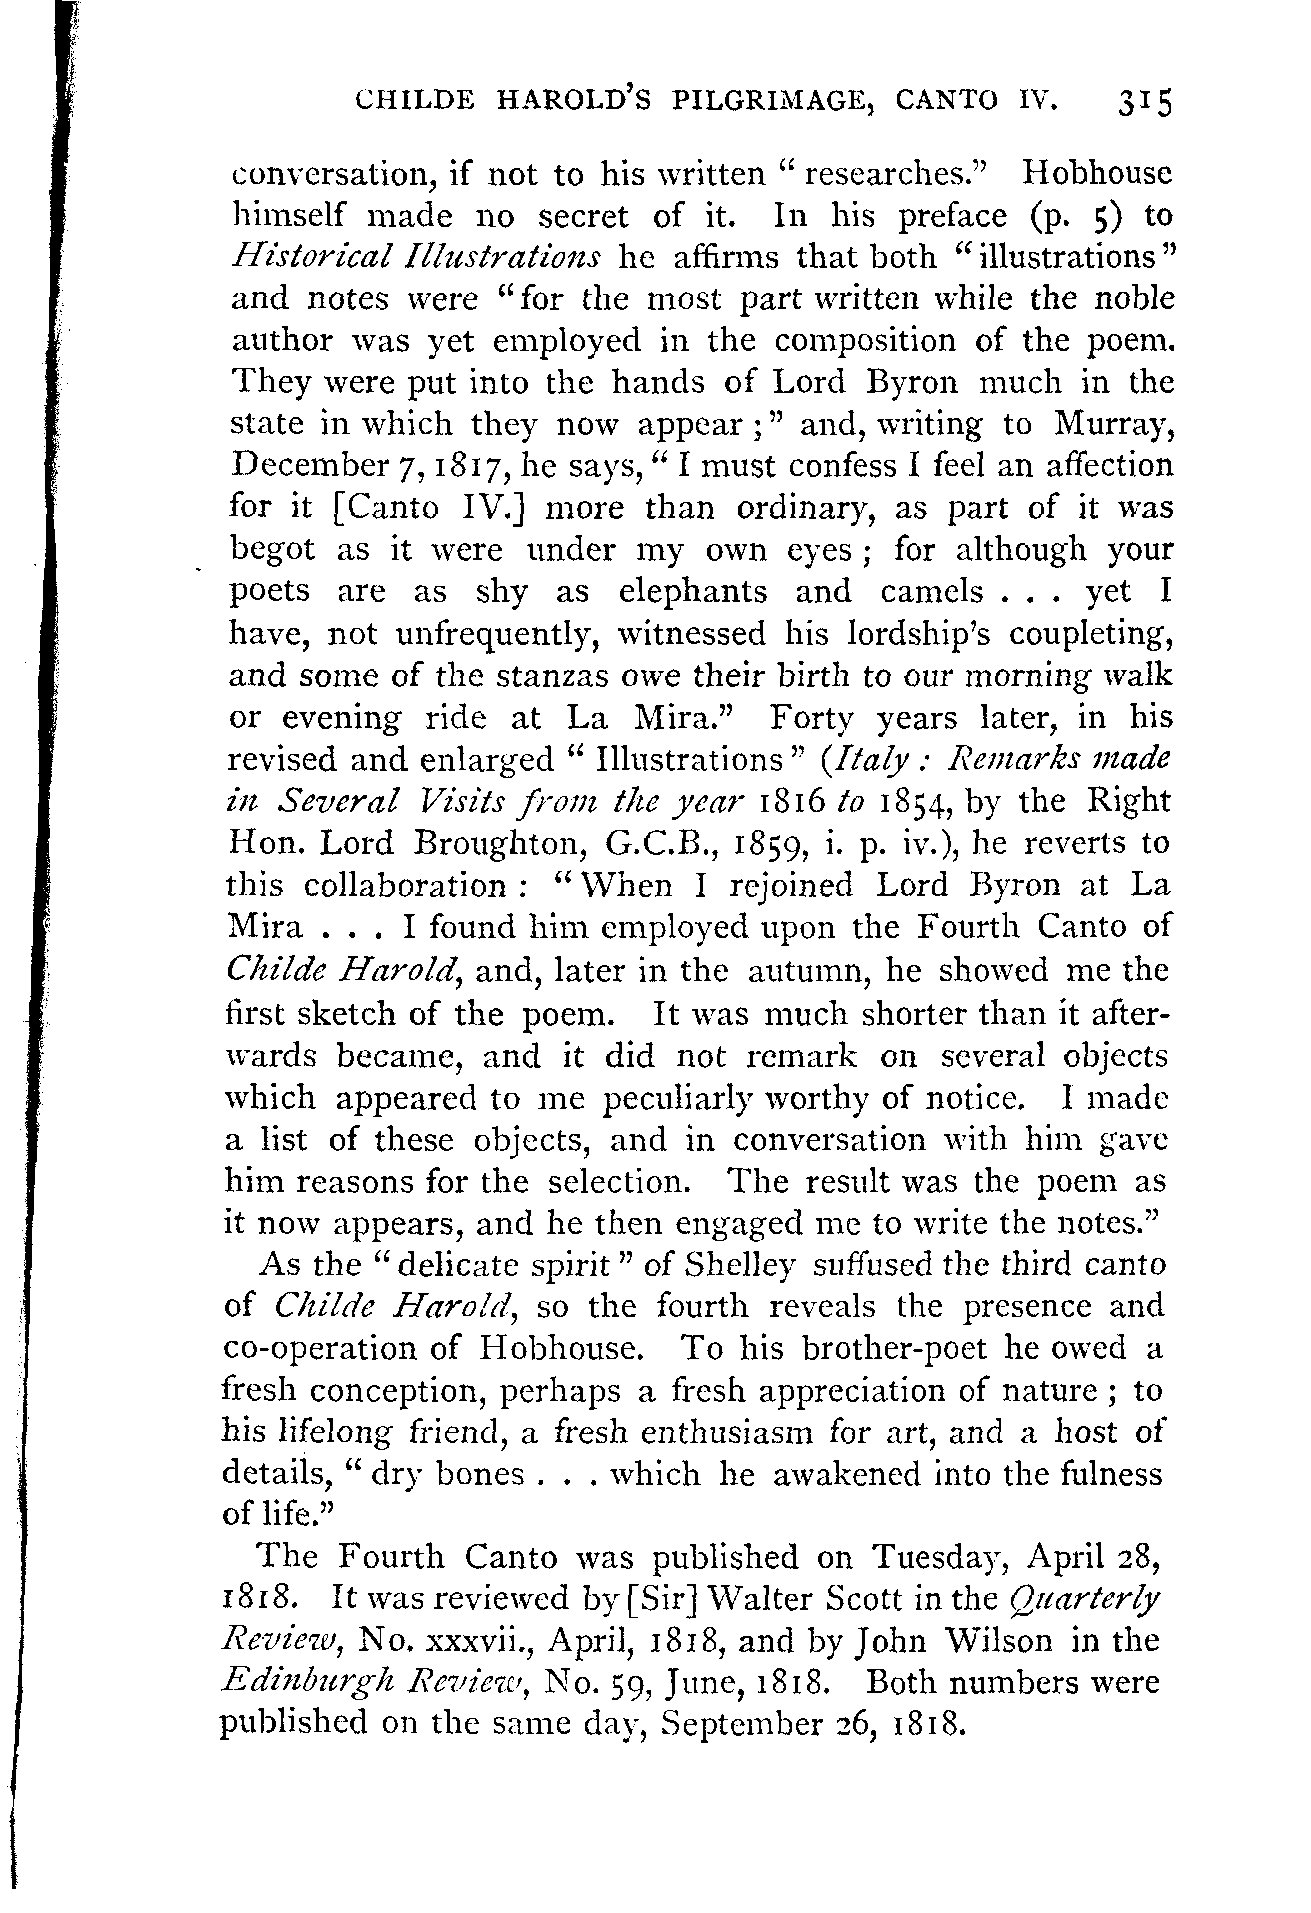 CHILDE HAROLD'S PILGRIMAGE, CANTO IV. 315
conversation, if not to his written “ researches.” Hobhouse
himself made no secret of it. In his preface (p. 5) to
Historical Illustrations he affirms that both “illustrations”
and notes were “for the most part written while the noble
author was yet employed in the composition of the poem.
They were put into the hands of Lord Byron much in the
state in which they now appear ;” and, writing to Murray,
December 7, 1817, he says, “ I must confess I feel an affection
for it [Canto IV.] more than ordinary, as part of it was
begot as it were under my own eyes ; for although your
poets are as shy as elephants and camels . . . yet I
have, not unfrequently, witnessed his lordship's coupleting,
and some of the stanzas owe their birth to our morning walk
or evening ride at La Mira.” Forty years later, in his
revised and enlarged “ Illustrations” (Italy : Remarks made
in Several Visits from the year 1816 to 1854, by the Right
Hon. Lord Broughton, G.C.B., 1859, i. p. iv.), he reverts to
this collaboration : “When I rejoined Lord Byron at La
Mira . . . I found him employed upon the Fourth Canto of
Childe Harold, and, later in the autumn, he showed me the
first sketch of the poem. It was much shorter than it after-
wards became, and it did not remark on several objects
which appeared to me peculiarly worthy of notice. I made
a list of these objects, and in conversation with him gave
him reasons for the selection. The result was the poem as
it now appears, and he then engaged me to write the notes.”
As the “delicate spirit” of Shelley suffused the third canto
of Childe Harold, so the fourth reveals the presence and
co-operation of Hobhouse. To his brother-poet he owed a
fresh conception, perhaps a fresh appreciation of nature ; to
his lifelong friend, a fresh enthusiasm for art, and a host of
details, “ dry bones . . . which he awakened into the fulness
of life.”
The Fourth Canto was published on Tuesday, April 28,
1818. It was reviewed by [Sir] Walter Scott in the Quarterly
Review, No. xxxvii., April, 1818, and by John Wilson in the
Edinburgh Review, No. 59, June, 1818. Both numbers were
published on the same day, September 26, 1818.